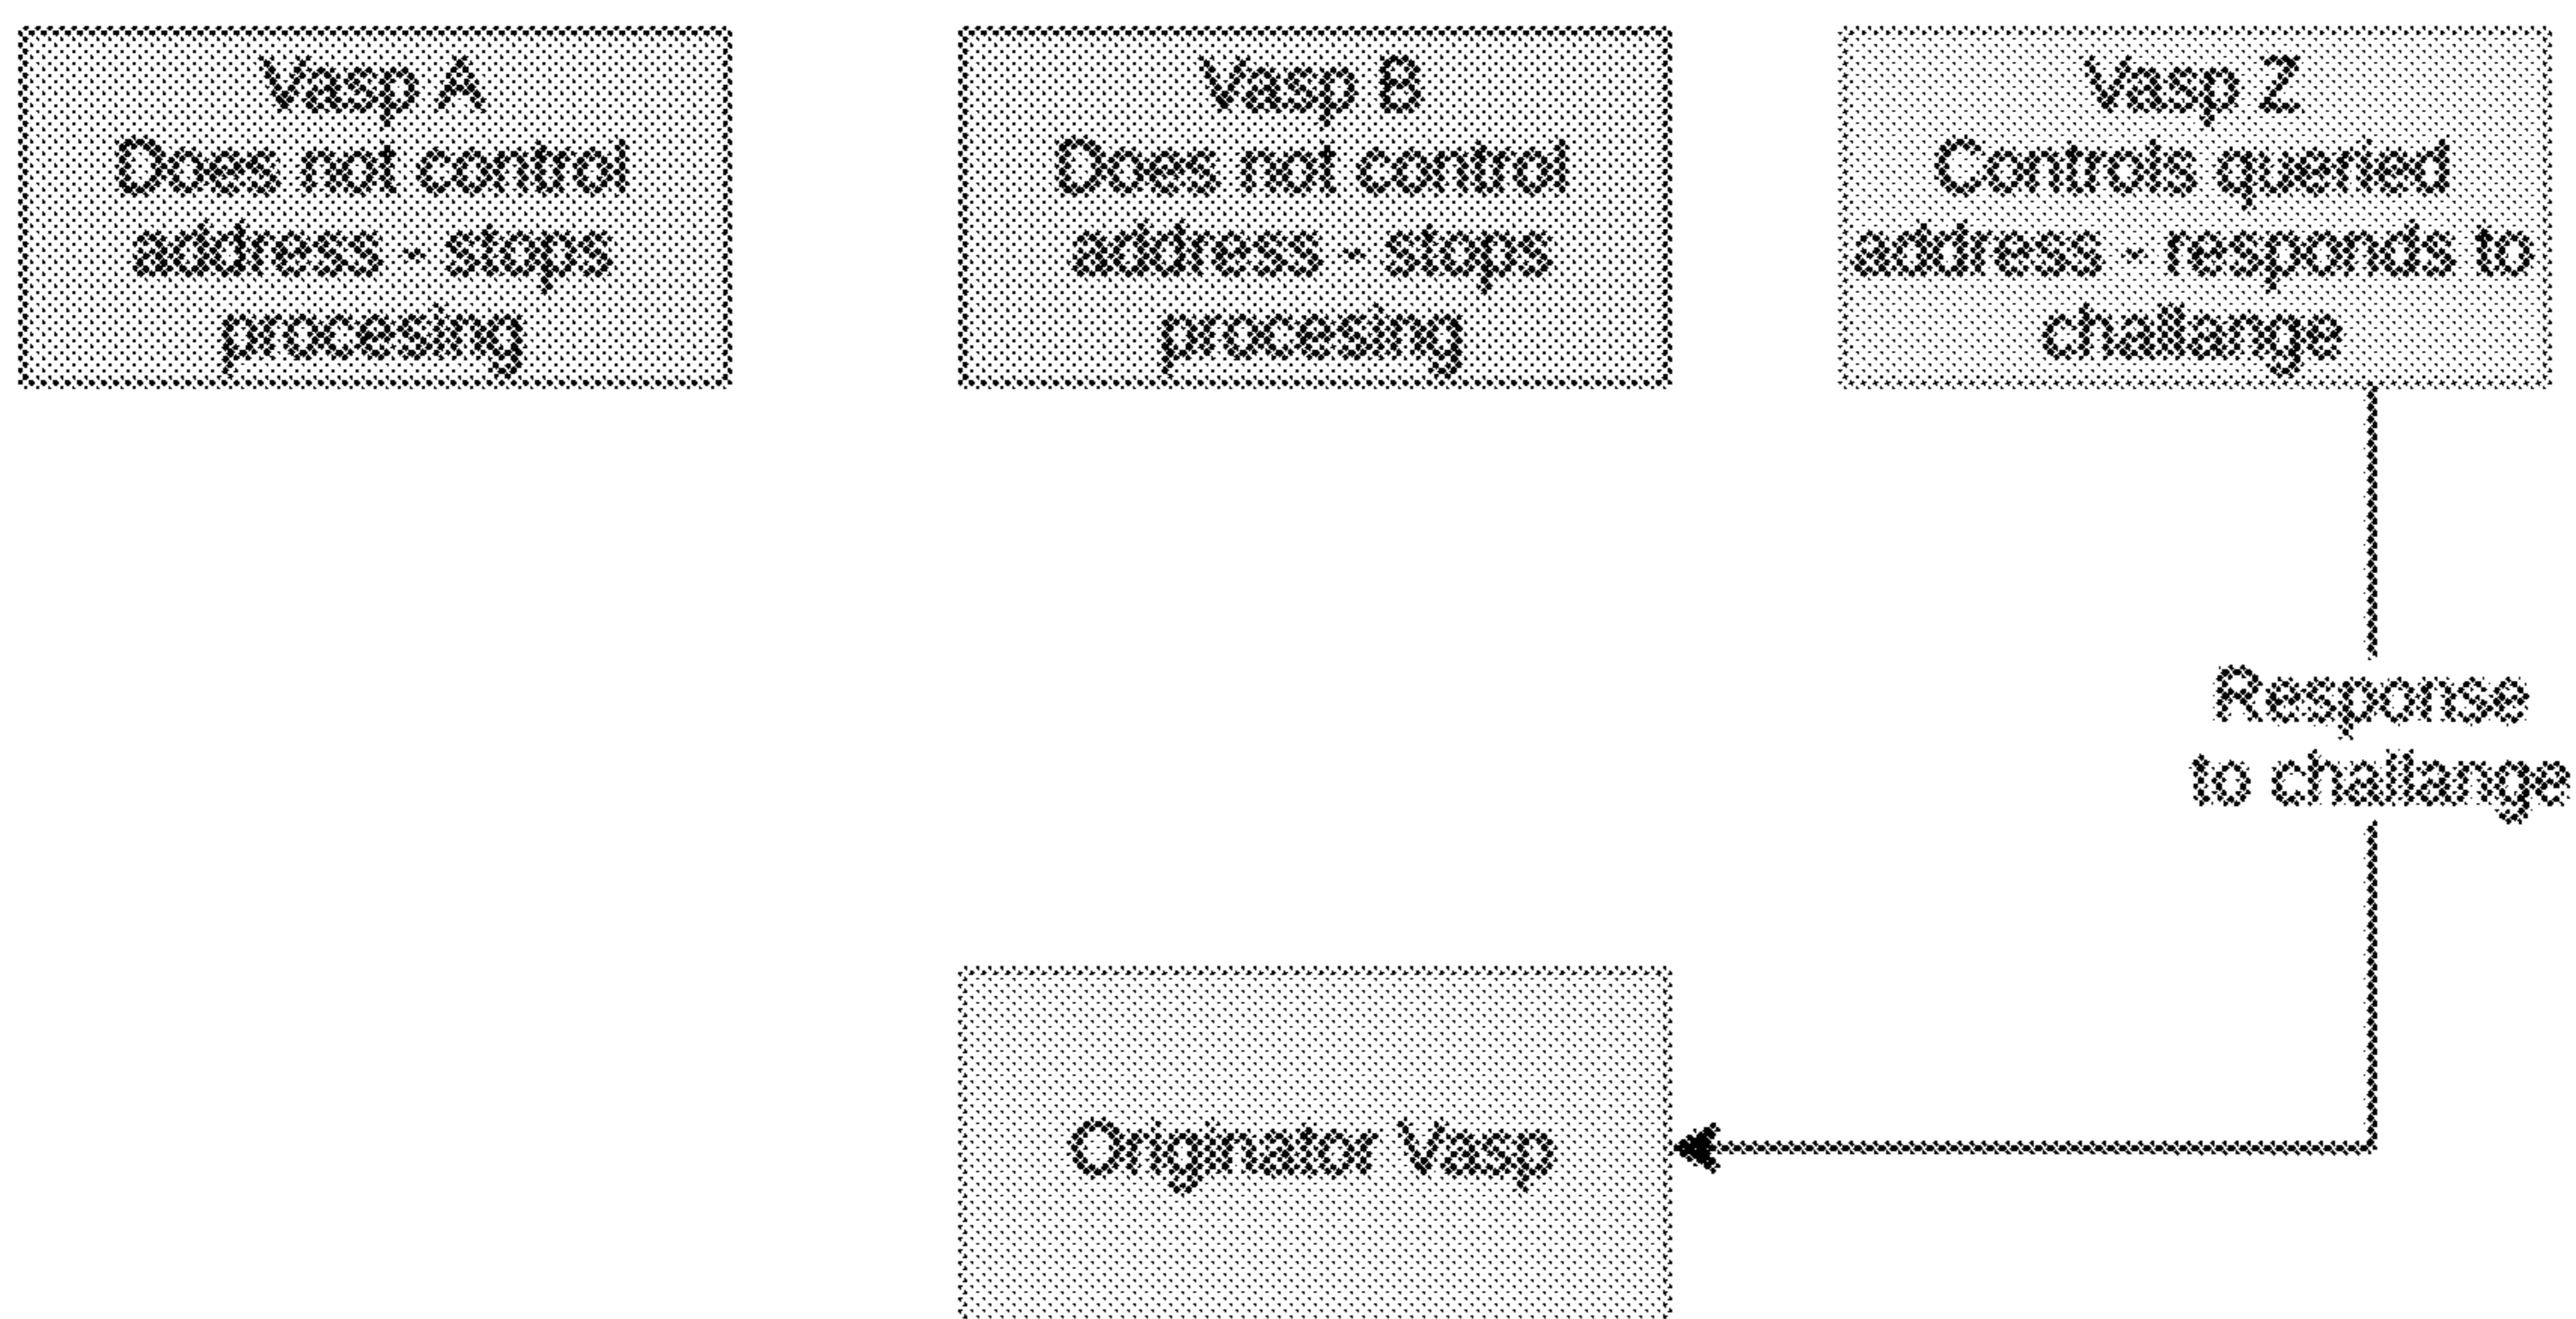 Vasp A
Does not control
address - stops
procesing
Vasp B
Does not control
address - stops
procesing
Vasp Z
Controls queried
address - responds to
challange
Response
to challange
Originator Vasp